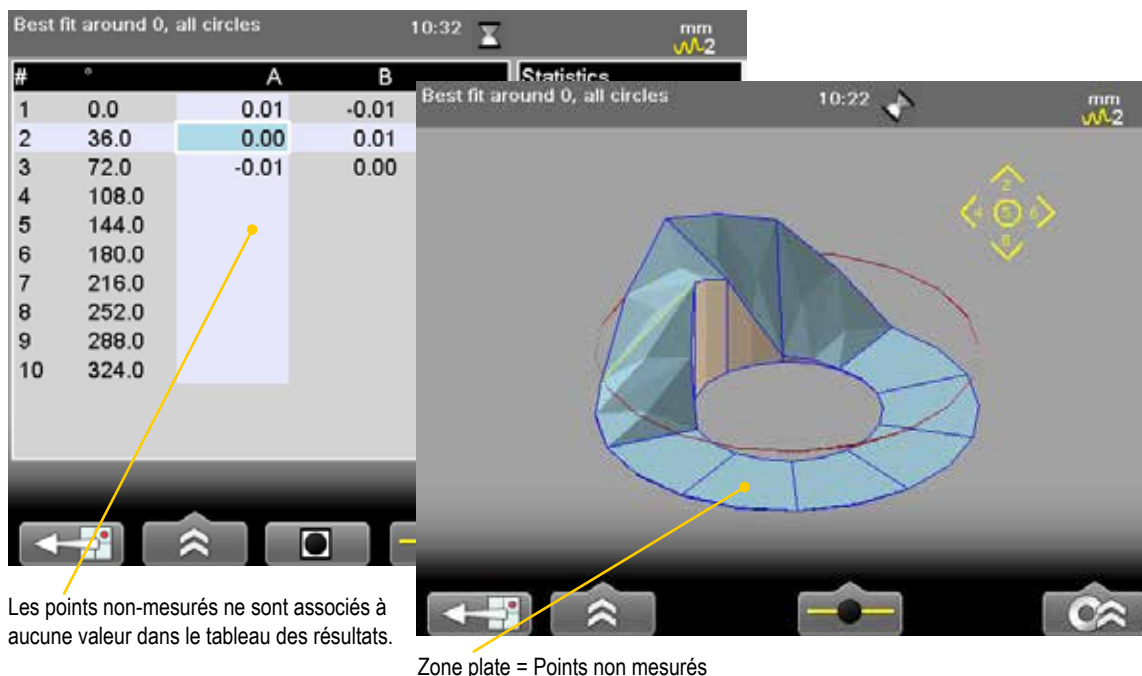 Best fit around 0, all circles 10:32 mm
2
# ° A B Statistics
1 0.0 0.01 -0.01
2 36.0 0.00 0.01
3 72.0 -0.01 0.00
4 108.0
5 144.0
6 180.0
7 216.0
8 252.0
9 288.0
10 324.0
Best fit around 0, all circles 10:22 mm
2
2
4 5 6
8
Les points non-mesurés ne sont associés à
aucune valeur dans le tableau des résultats.
Zone plate = Points non mesurés